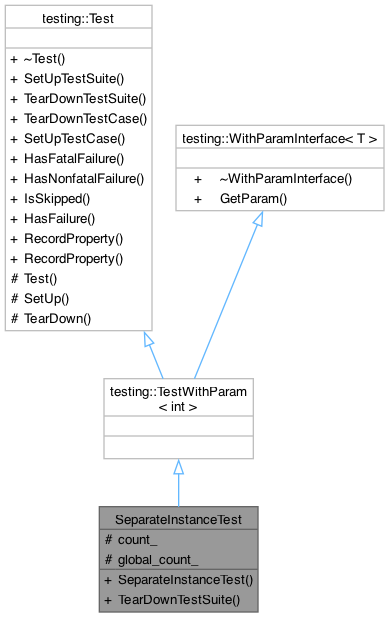 testing::Test
+ ~Test()
+ SetUpTestSuite()
+ TearDownTestSuite()
+ TearDownTestCase()
+ SetUpTestCase()
+ HasFatalFailure()
+ HasNonfatalFailure()
+ IsSkipped()
+ HasFailure()
+ RecordProperty()
+ RecordProperty()
# Test()
# SetUp()
# TearDown()
testing::WithParamInterface< T >
+ ~WithParamInterface()
+ GetParam()
testing::TestWithParam
< int >
SeparateInstanceTest
# count_
# global_count_
+ SeparateInstanceTest()
+ TearDownTestSuite()